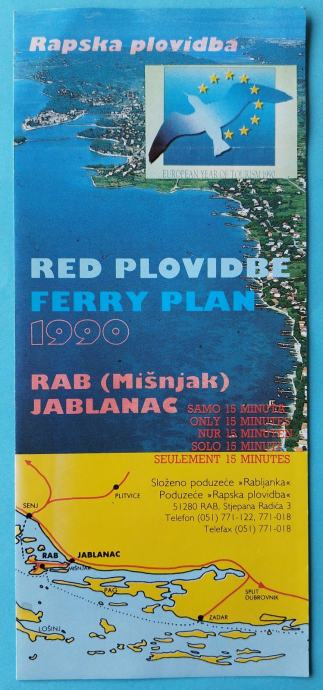 Rapska plovidba
EUROPEAN YEAR OF TOURISM 1990
RED PLOVIDBE
FERRY PLAN
1990
RAB (Mišnjak)
JABLANAC
SAMO 15 MINUTA
ONLY 15 MINUTES
NUR 15 MINUTEN
SOLO 15 MINUTI
SEULEMENT 15 MINUTES
Složeno poduzeće »Rabljanka«
Poduzeće »Rapska plovidba«
51280 RAB, Stjepana Radića 3
Telefon (051) 771-122, 771-018
Telefax (051) 771-018
PLITVICE
SENJ
RAB
JABLANAC
MIŠNJAK
PAG
SPLIT
DUBROVNIK
ZADAR
LOŠINJ